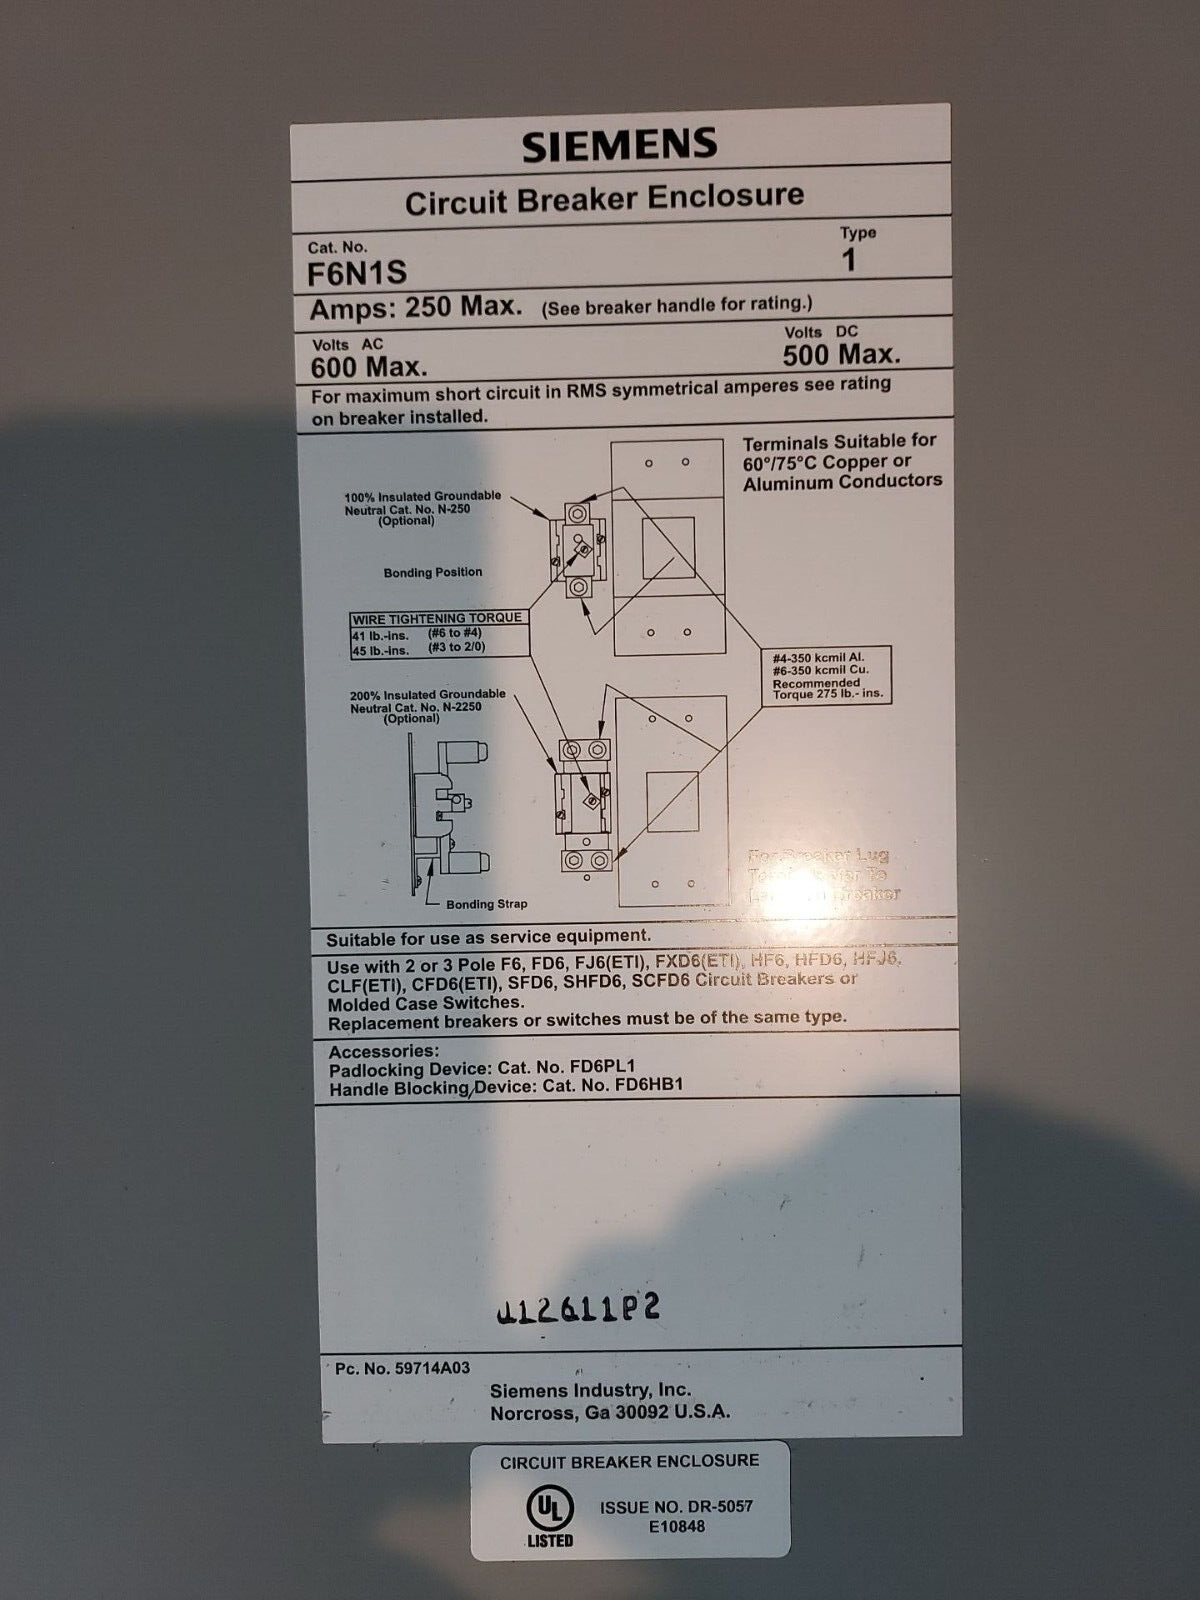 SIEMENS
Circuit Breaker Enclosure
Cat. No.
F6N1S
Type
1
Amps: 250 Max. (See breaker handle for rating.)
Volts AC
600 Max.
Volts DC
500 Max.
For maximum short circuit in RMS symmetrical amperes see rating
on breaker installed.
Terminals Suitable for
60°/75°C Copper or
Aluminum Conductors
100% Insulated Groundable
Neutral Cat. No. N-250
(Optional)
Bonding Position
WIRE TIGHTENING TORQUE
41 lb.-ins. (#6 to #4)
45 lb.-ins. (#3 to 2/0)
#4-350 kcmil Al.
#6-350 kcmil Cu.
Recommended
Torque 275 lb.- ins.
200% Insulated Groundable
Neutral Cat. No. N-2250
(Optional)
Bonding Strap
For Breaker Lug
To
Breaker
Suitable for use as service equipment.
Use with 2 or 3 Pole F6, FD6, FJ6(ETI), FXD6(ETI), HF6, HFD6, HFJ6,
CLF(ETI), CFD6(ETI), SFD6, SHFD6, SCFD6 Circuit Breakers or
Molded Case Switches.
Replacement breakers or switches must be of the same type.
Accessories:
Padlocking Device: Cat. No. FD6PL1
Handle Blocking Device: Cat. No. FD6HB1
J12611P2
Pc. No. 59714A03
Siemens Industry, Inc.
Norcross, Ga 30092 U.S.A.
CIRCUIT BREAKER ENCLOSURE
UL
LISTED
ISSUE NO. DR-5057
E10848